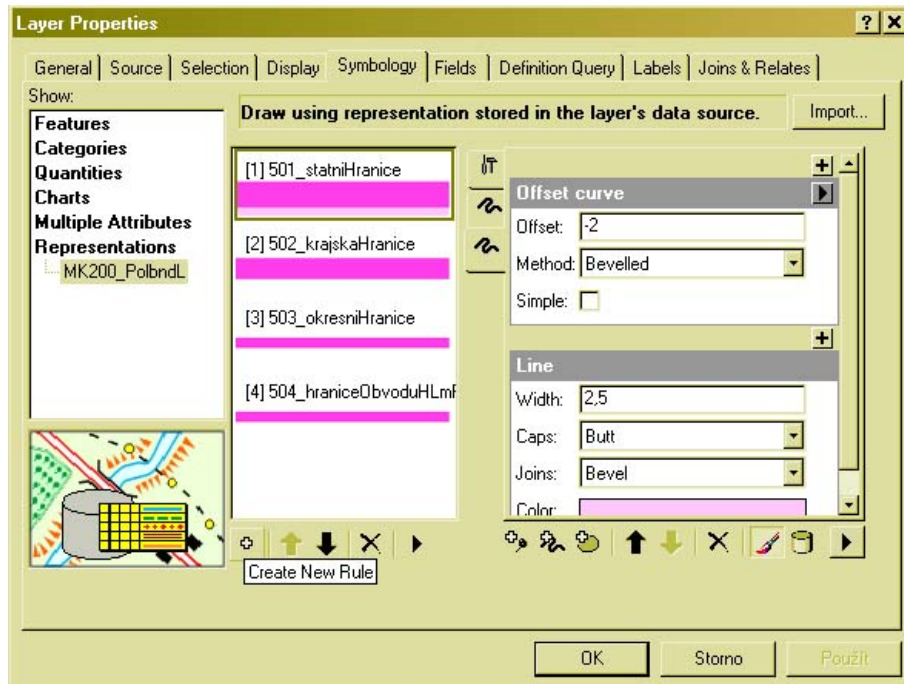 Layer Properties
General Source Selection Display Symbology Fields Definition Query Labels Joins & Relates
Show:
Features
Categories
Quantities
Charts
Multiple Attributes
Representations
MK200_PolbndL
Draw using representation stored in the layer's data source.
Import...
[1] 501_statniHranice
[2] 502_krajskaHranice
[3] 503_okresniHranice
[4] 504_hraniceObvoduHLmF
Create New Rule
Offset curve
Offset: -2
Method: Bevelled
Simple:
Line
Width: 2,5
Caps: Butt
Joins: Bevel
Color:
OK
Storno
Použít